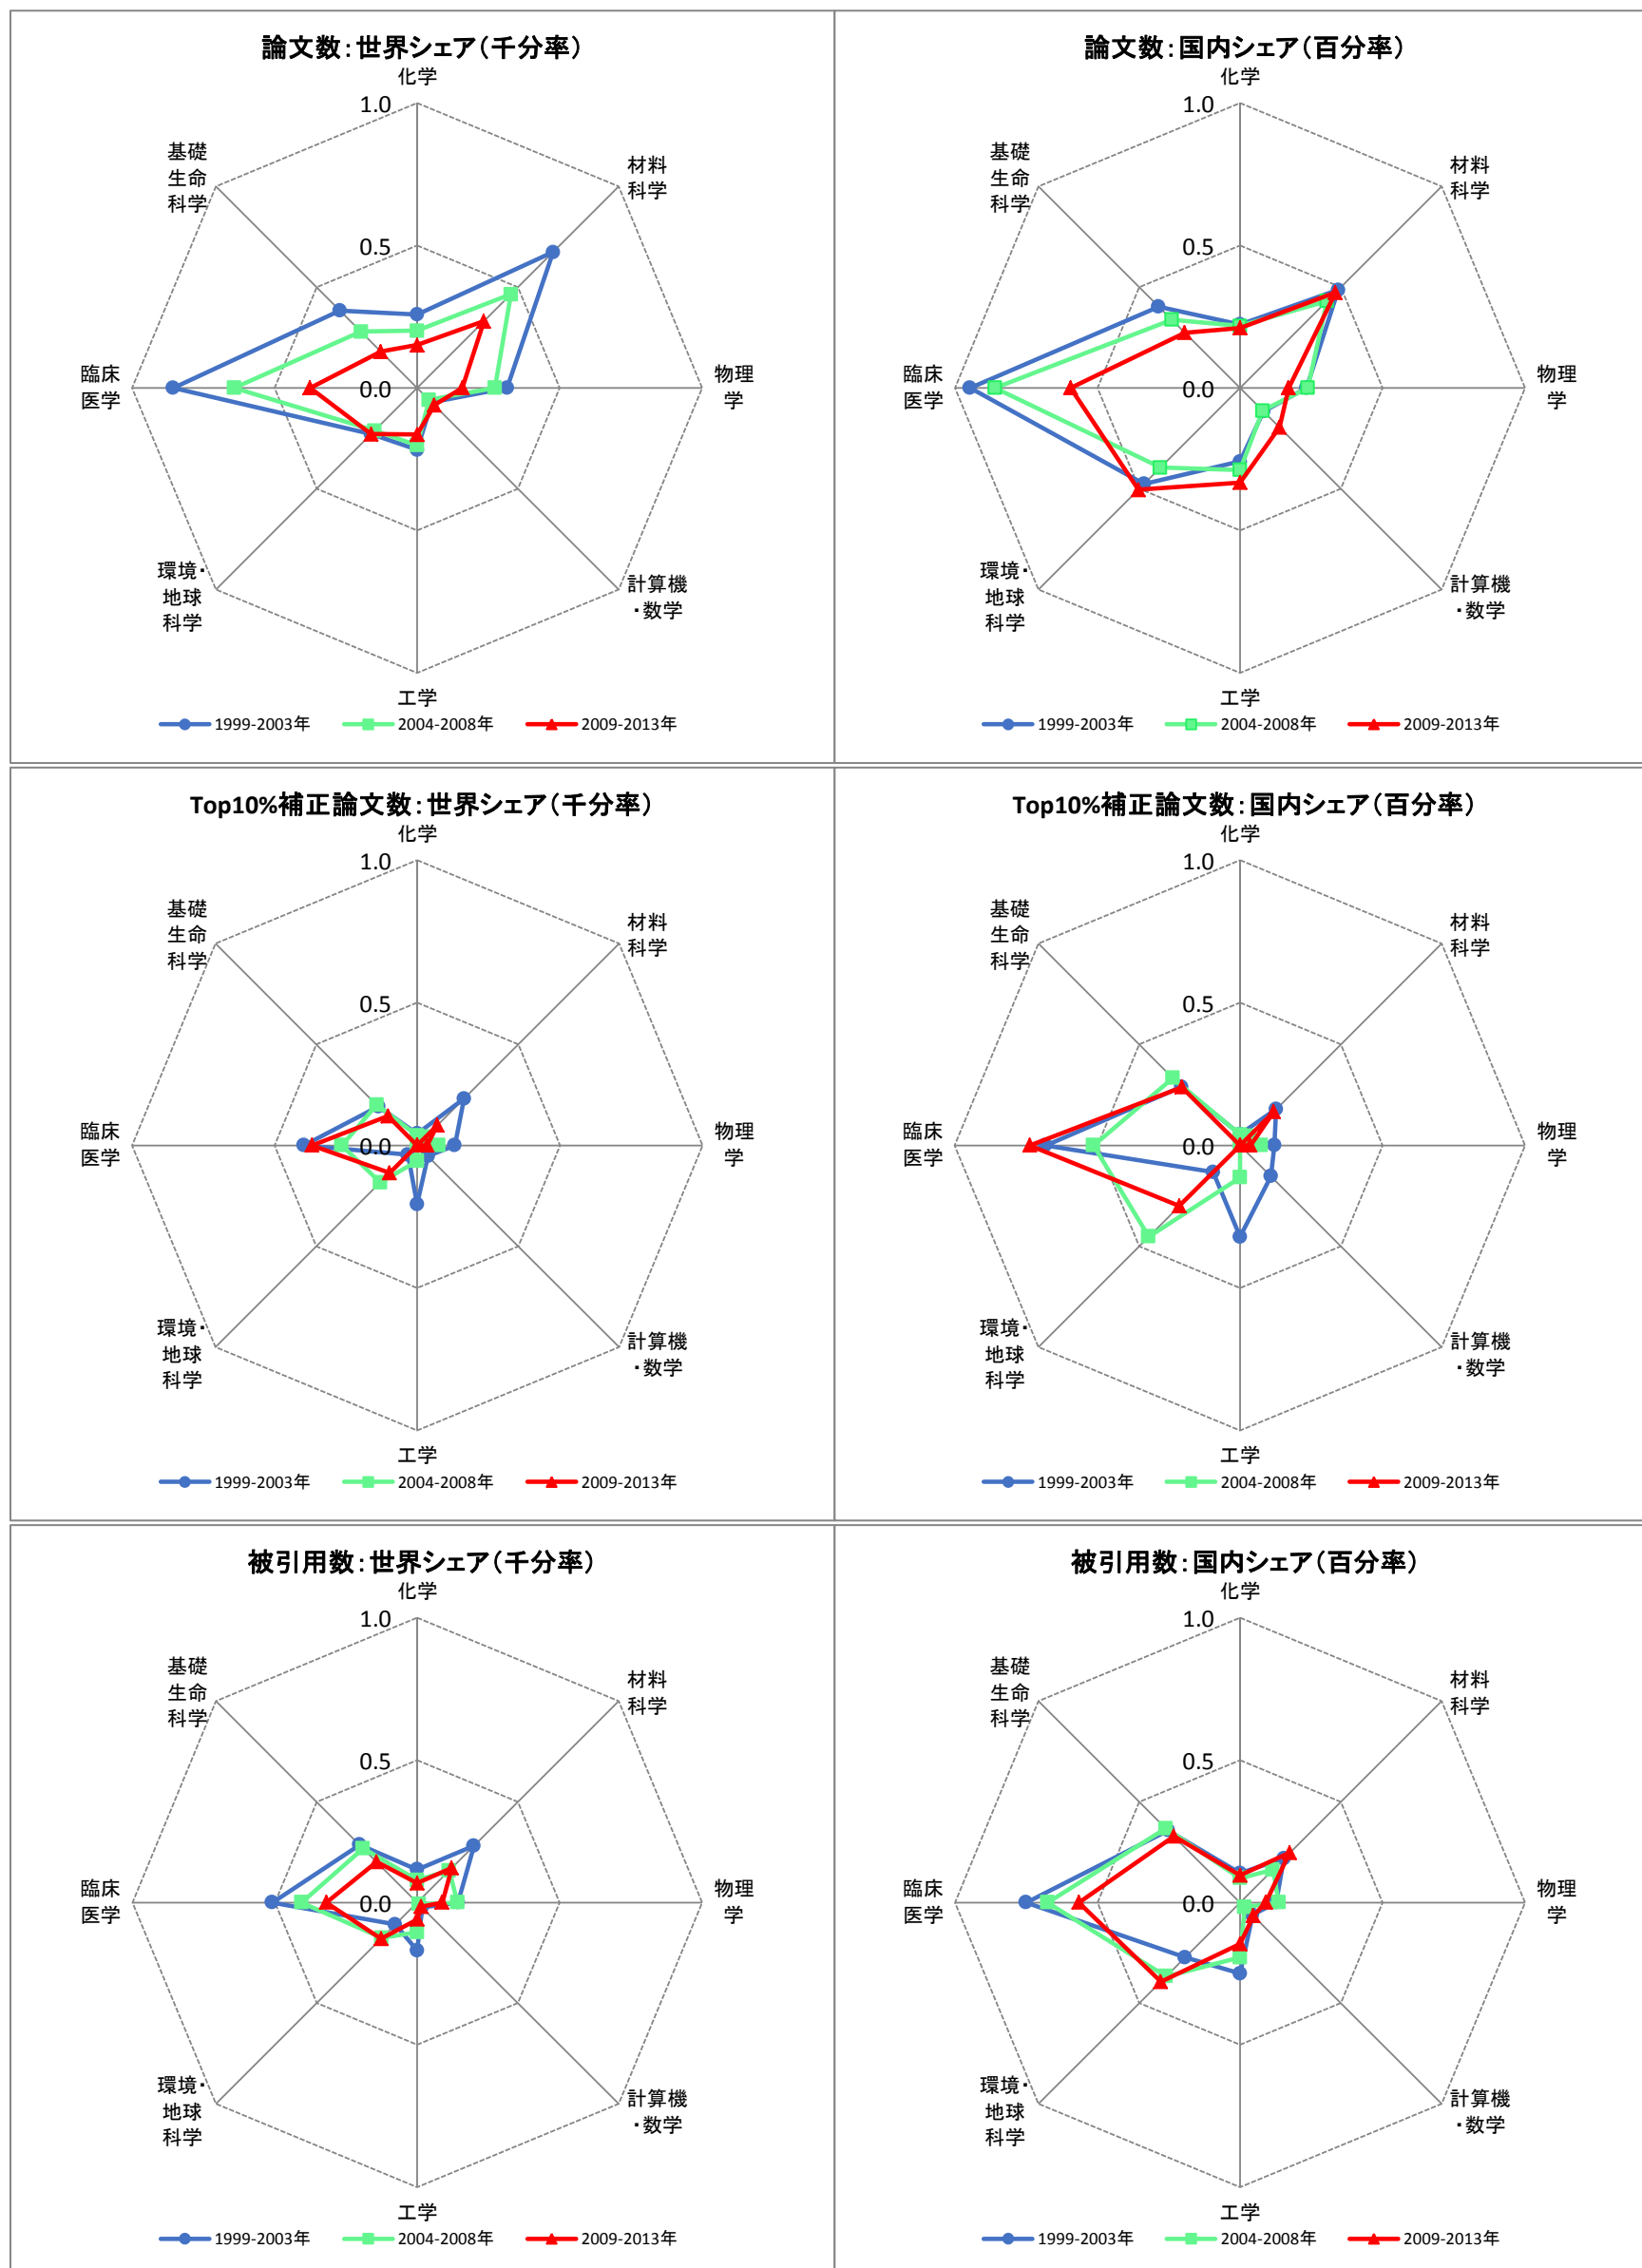 論文数：世界シェア（千分率）
化学
1.0
基礎
生命
科学
材料
科学
0.5
臨床
医学
0.0
物理
学
環境・
地球
科学
計算機
・数学
工学
1999-2003年 2004-2008年 2009-2013年
論文数：国内シェア（百分率）
化学
1.0
基礎
生命
科学
材料
科学
0.5
臨床
医学
0.0
物理
学
環境・
地球
科学
計算機
・数学
工学
1999-2003年 2004-2008年 2009-2013年
Top10%補正論文数：世界シェア（千分率）
化学
1.0
基礎
生命
科学
材料
科学
0.5
臨床
医学
0.0
物理
学
環境・
地球
科学
計算機
・数学
工学
1999-2003年 2004-2008年 2009-2013年
Top10%補正論文数：国内シェア（百分率）
化学
1.0
基礎
生命
科学
材料
科学
0.5
臨床
医学
0.0
物理
学
環境・
地球
科学
計算機
・数学
工学
1999-2003年 2004-2008年 2009-2013年
被引用数：世界シェア（千分率）
化学
1.0
基礎
生命
科学
材料
科学
0.5
臨床
医学
0.0
物理
学
環境・
地球
科学
計算機
・数学
工学
1999-2003年 2004-2008年 2009-2013年
被引用数：国内シェア（百分率）
化学
1.0
基礎
生命
科学
材料
科学
0.5
臨床
医学
0.0
物理
学
環境・
地球
科学
計算機
・数学
工学
1999-2003年 2004-2008年 2009-2013年